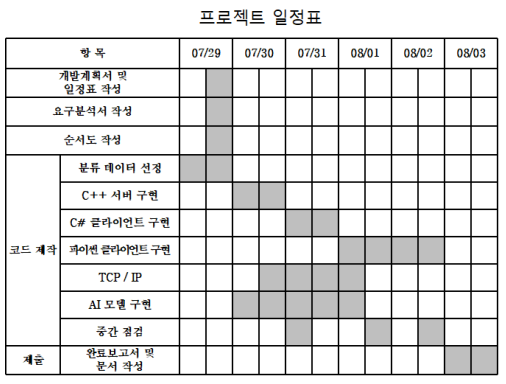 프로젝트 일정표
항 목 07/29 07/30 07/31 08/01 08/02 08/03
개발계획서 및
일정표 작성
요구분석서 작성
순서도 작성
코드 제작
분류 데이터 선정
C++ 서버 구현
C# 클라이언트 구현
파이썬 클라이언트 구현
TCP / IP
AI 모델 구현
중간 점검
제출
완료보고서 및
문서 작성